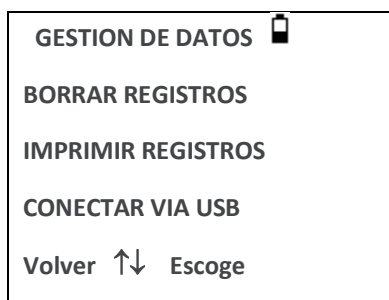 GESTION DE DATOS
BORRAR REGISTROS
IMPRIMIR REGISTROS
CONECTAR VIA USB
Volver ↑↓ Escoge